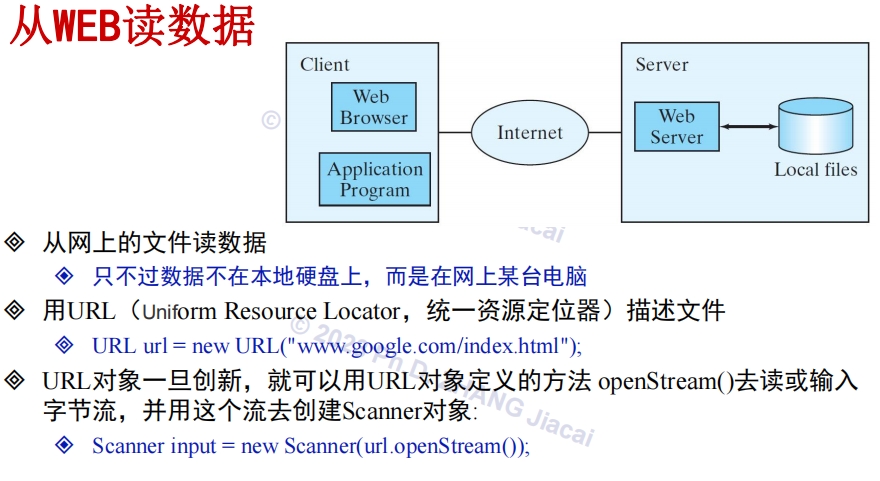 从WEB读数据
Client
Web
Browser
Application
Program
Internet
Server
Web
Server
Local files
从网上的文件读数据
只不过数据不在本地硬盘上，而是在网上某台电脑
用URL（Uniform Resource Locator，统一资源定位器）描述文件
URL url = new URL("www.google.com/index.html");
URL对象一旦创新，就可以用URL对象定义的方法 openStream()去读或输入
字节流，并用这个流去创建Scanner对象:
Scanner input = new Scanner(url.openStream());